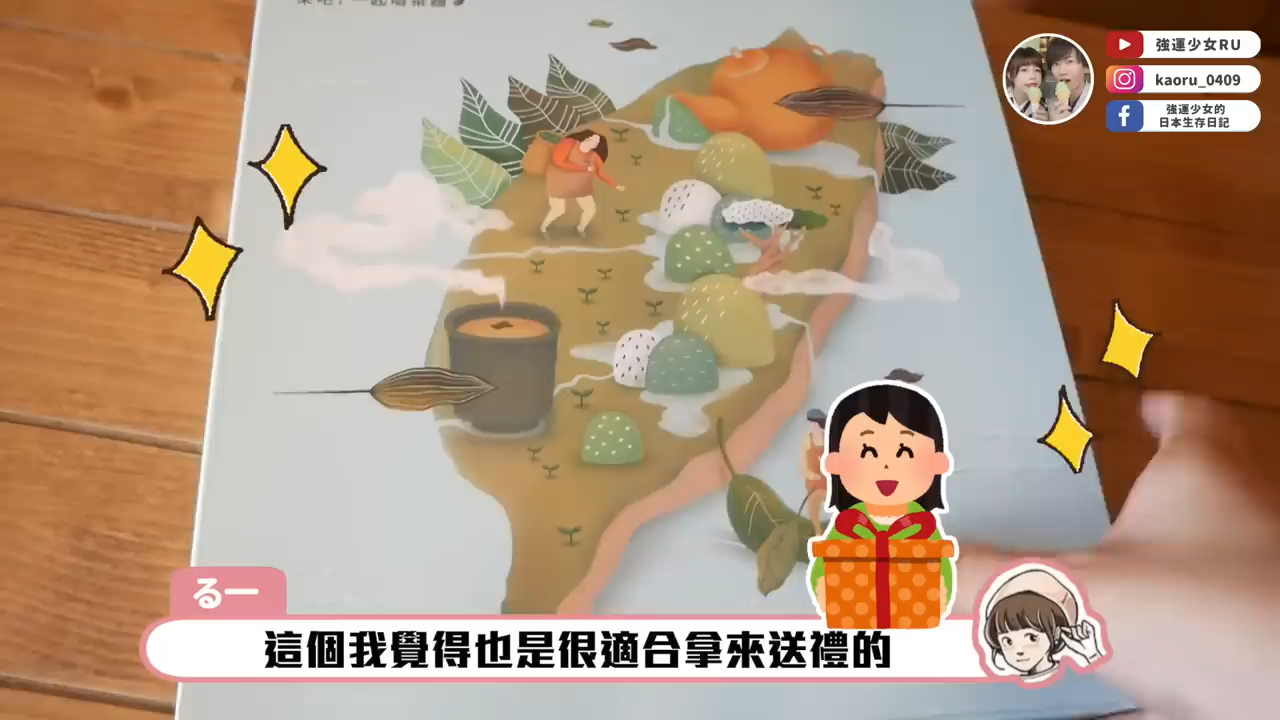 強運少女RU
kaoru_0409
強運少女的
日本生存日記
るー
這個我覺得也是很適合拿來送禮的